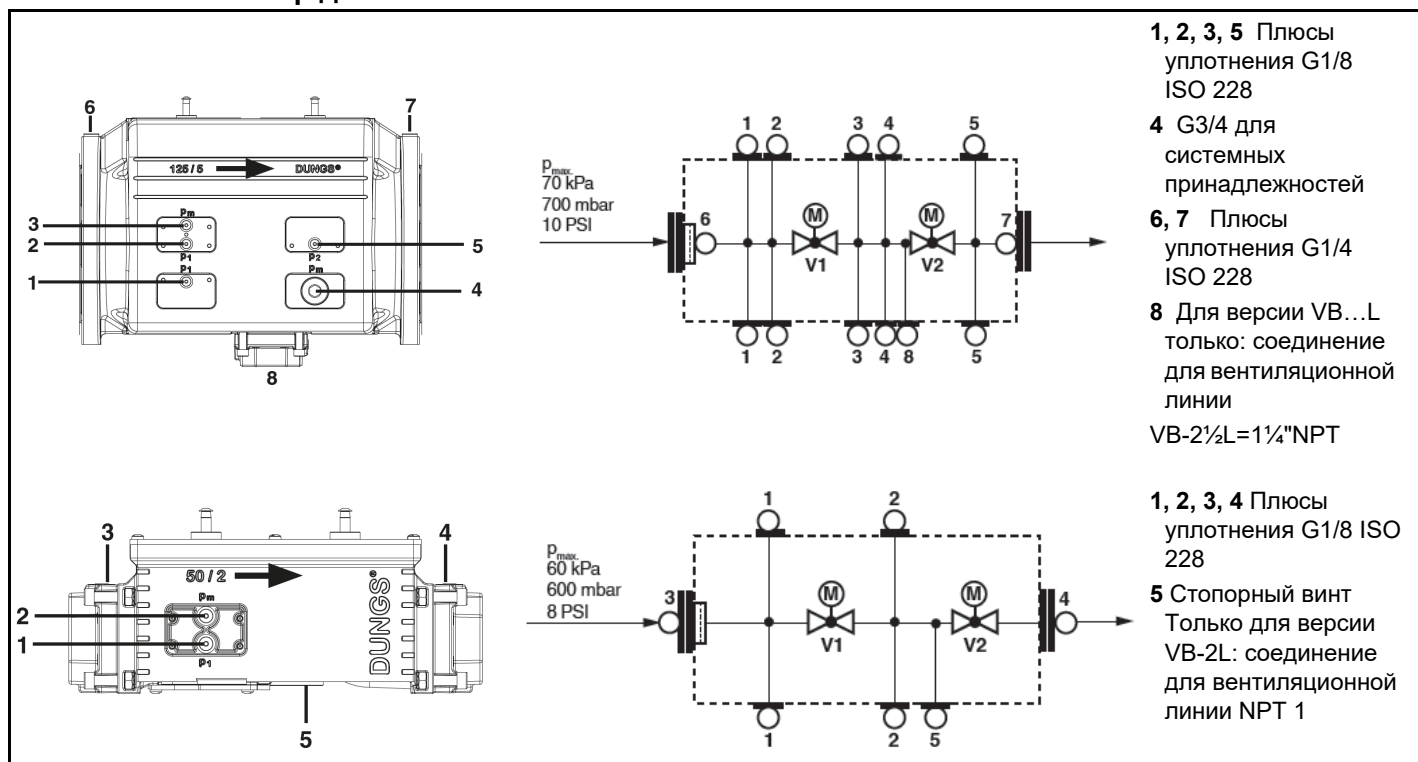 1, 2, 3, 5 Плюсы
уплотнения G1/8
ISO 228
4 G3/4 для
системных
принадлежностей
6, 7 Плюсы
уплотнения G1/4
ISO 228
8 Для версии VB…L
только: соединение
для вентиляционной
линии
VB-2½L=1¼"NPT
6
7
125 / 5
DUNGS®
3
Pm
2
P1
5
P2
1
P1
4
Pm
8
1 2 3 4 5
pmax.
70 kPa
700 mbar
10 PSI
6
M
V1
M
V2
7
1 2 3 4 8 5
1, 2, 3, 4 Плюсы
уплотнения G1/8 ISO
228
5 Стопорный винт
Только для версии
VB-2L: соединение
для вентиляционной
линии NPT 1
3
4
50 / 2
DUNGS®
2
Pm
1
P1
5
1 2
pmax.
60 kPa
600 mbar
8 PSI
3
M
V1
M
V2
4
1 2 5